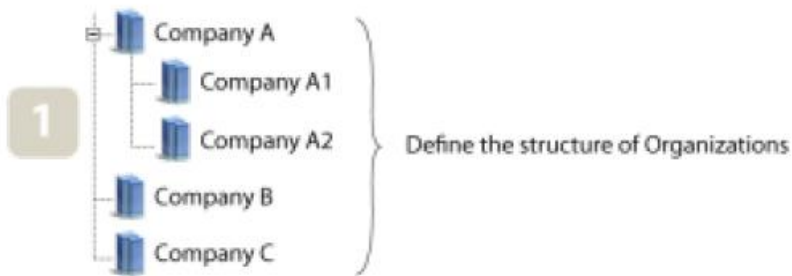 1
Company A
Company A1
Company A2
Company B
Company C
Define the structure of Organizations